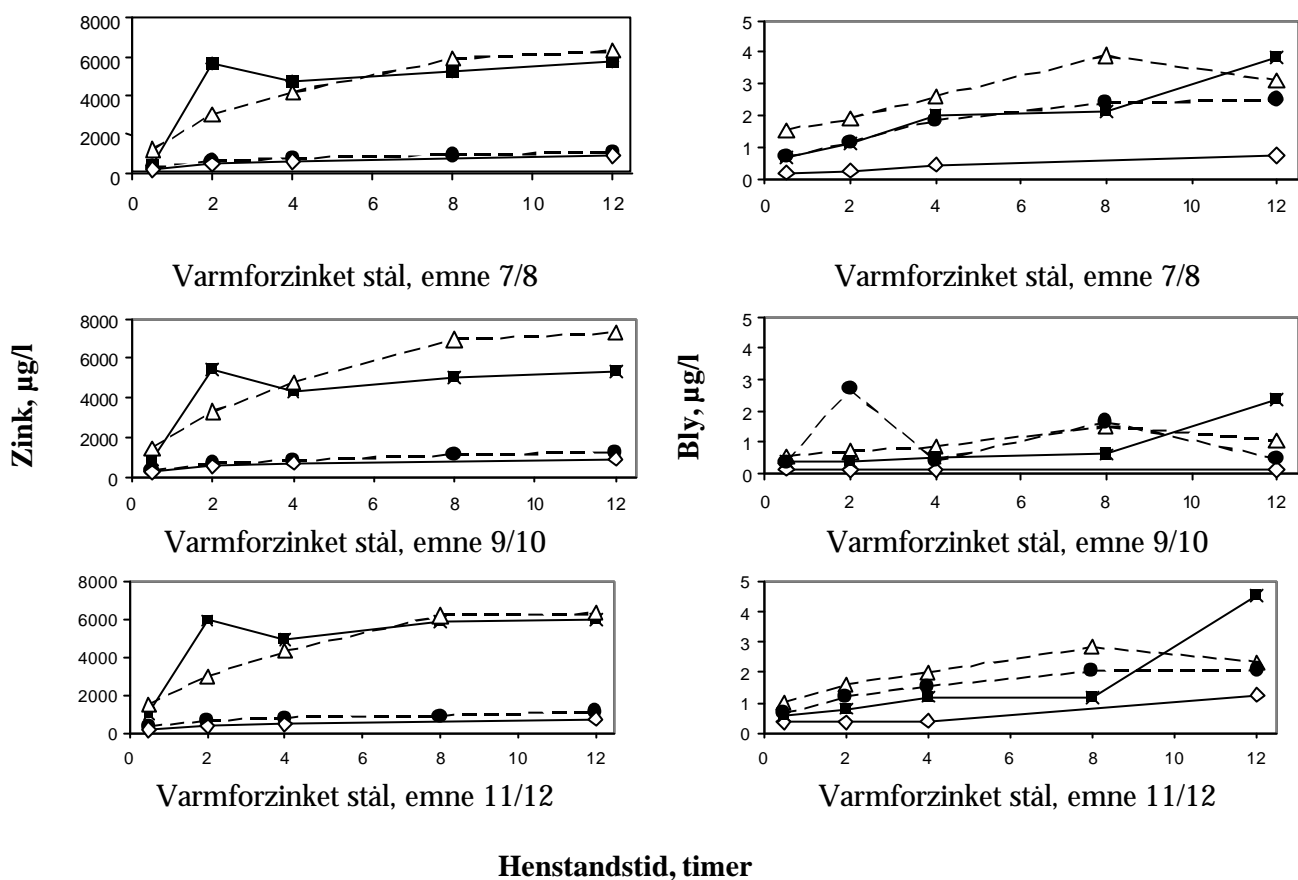 8000
6000
4000
2000
0
0 2 4 6 8 10 12
Varmforzinket stål, emne 7/8
5
4
3
2
1
0
0 2 4 6 8 10 12
Varmforzinket stål, emne 7/8
Zink, µg/l
8000
6000
4000
2000
0
0 2 4 6 8 10 12
Varmforzinket stål, emne 9/10
Bly, µg/l
5
4
3
2
1
0
0 2 4 6 8 10 12
Varmforzinket stål, emne 9/10
8000
6000
4000
2000
0
0 2 4 6 8 10 12
Varmforzinket stål, emne 11/12
5
4
3
2
1
0
0 2 4 6 8 10 12
Varmforzinket stål, emne 11/12
Henstandstid, timer